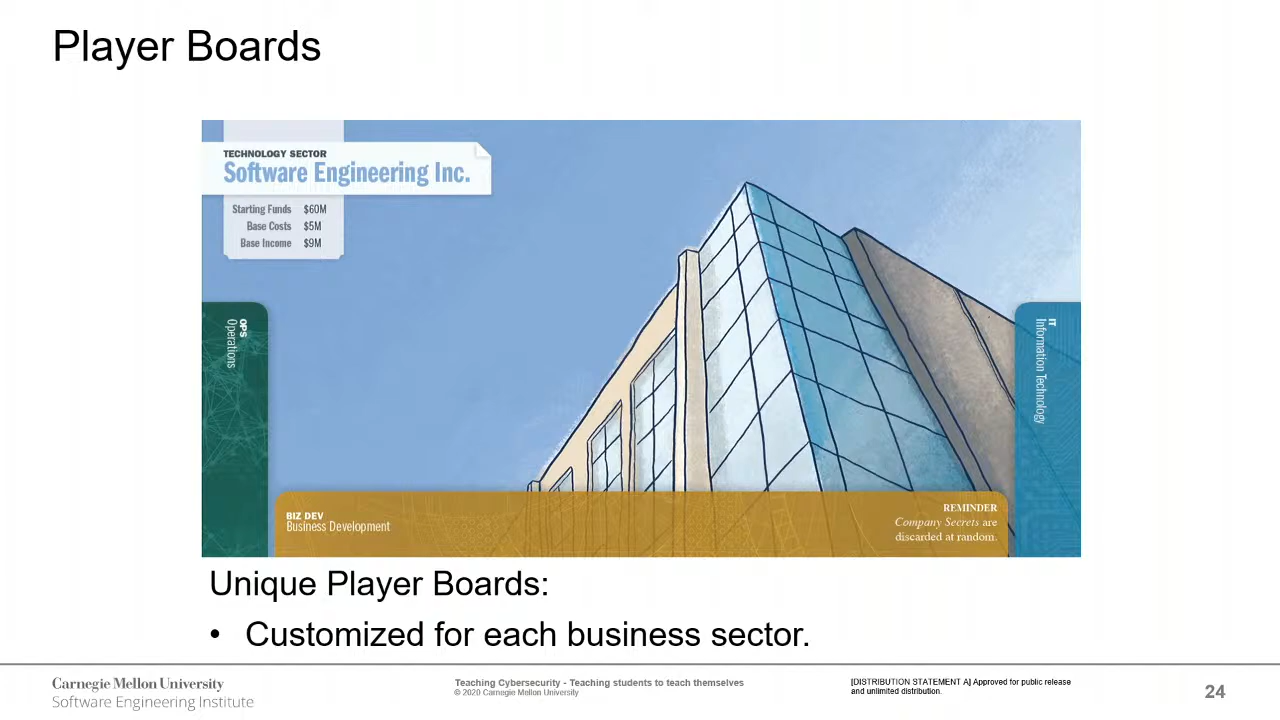 Player Boards
TECHNOLOGY SECTOR
Software Engineering Inc.
Starting Funds $60M
Base Costs $5M
Base Income $9M
OPS
Operations
IT
Information Technology
BIZ DEV
Business Development
REMINDER
Company Secrets are
discarded at random.
Unique Player Boards:
• Customized for each business sector.
Carnegie Mellon University
Software Engineering Institute
Teaching Cybersecurity - Teaching students to teach themselves
© 2020 Carnegie Mellon University
[DISTRIBUTION STATEMENT A] Approved for public release
and unlimited distribution.
24